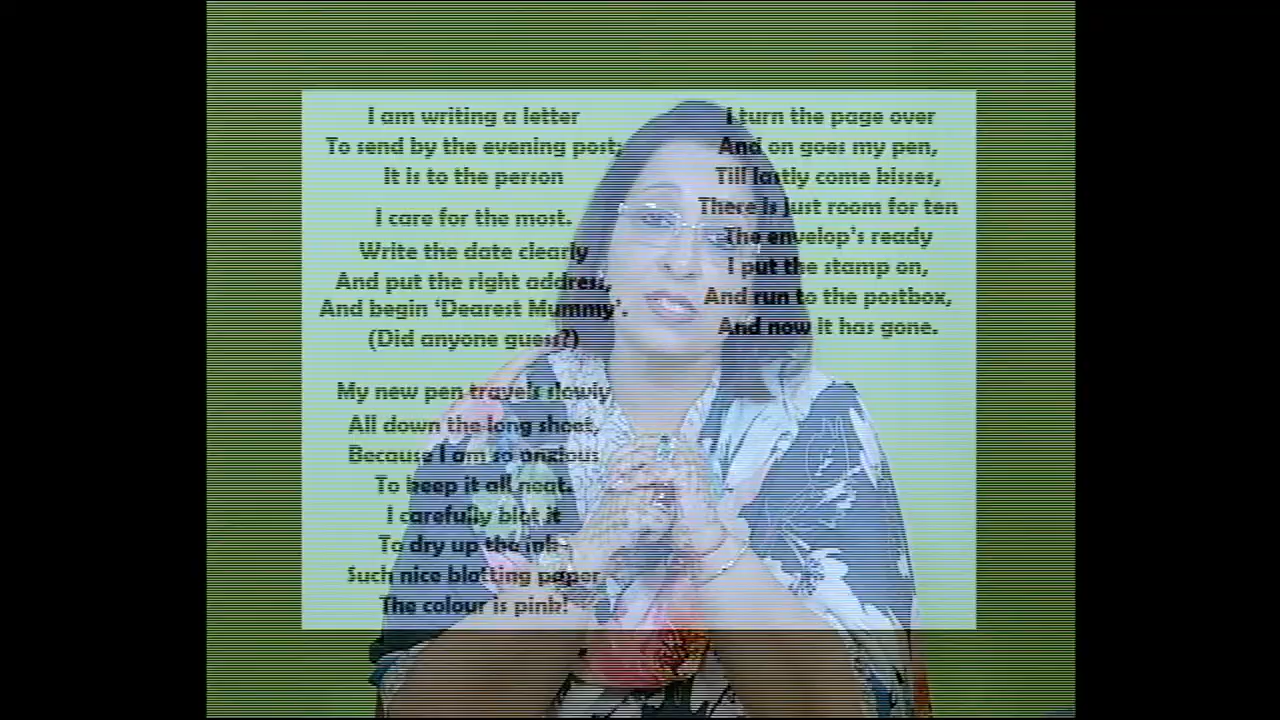 I am writing a letter
To send by the evening post;
It is to the person
I care for the most.
Write the date clearly
And put the right address,
And begin ‘Dearest Mummy’.
(Did anyone guess?)
My new pen travels slowly
All down the long sheet,
Because I am so anxious
To keep it all neat.
I carefully blot it
To dry up the ink -
Such nice blotting paper,
The colour is pink!
I turn the page over
And on goes my pen,
Till lastly come kisses,
There is just room for ten
The envelop’s ready
I put the stamp on,
And run to the postbox,
And now it has gone.